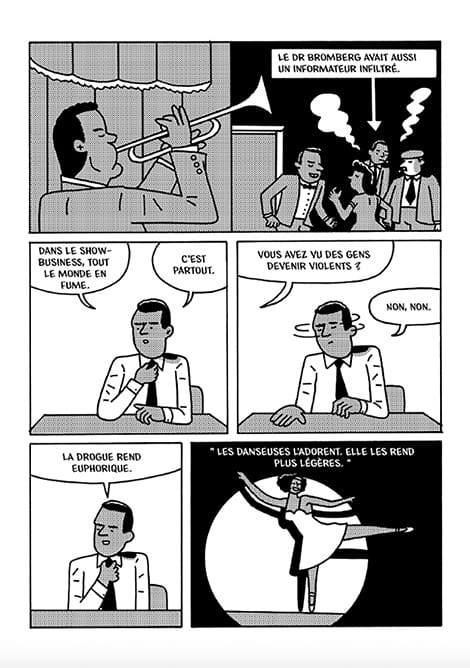 LE DR BROMBERG AVAIT AUSSI
UN INFORMATEUR INFILTRÉ.
DANS LE SHOW-
BUSINESS, TOUT
LE MONDE EN
FUME.
C'EST
PARTOUT.
VOUS AVEZ VU DES GENS
DEVENIR VIOLENTS ?
NON, NON.
LA DROGUE REND
EUPHORIQUE.
" LES DANSEUSES L'ADORENT. ELLE LES REND
PLUS LÉGÈRES. "